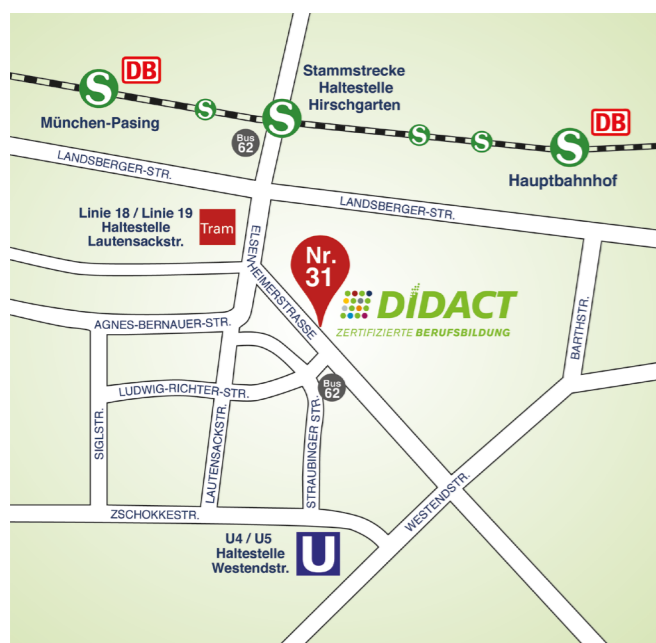 DB
S
Stammstrecke
Haltestelle
Hirschgarten
S
S
München-Pasing
Bus
62
S
S
S
DB
Hauptbahnhof
LANDSBERGER-STR.
LANDSBERGER-STR.
Linie 18 / Linie 19
Haltestelle
Lautensackstr.
Tram
ELSENHEIMERSTRASSE
Nr.
31
DIDACT
ZERTIFIZIERTE BERUFSBILDUNG
BARTHSTR.
AGNES-BERNAUER-STR.
LUDWIG-RICHTER-STR.
Bus
62
SIGLSTR.
LAUTENSACKSTR.
STRAUBINGER STR.
WESTENDSTR.
ZSCHOKKESTR.
U4 / U5
Haltestelle
Westendstr.
U